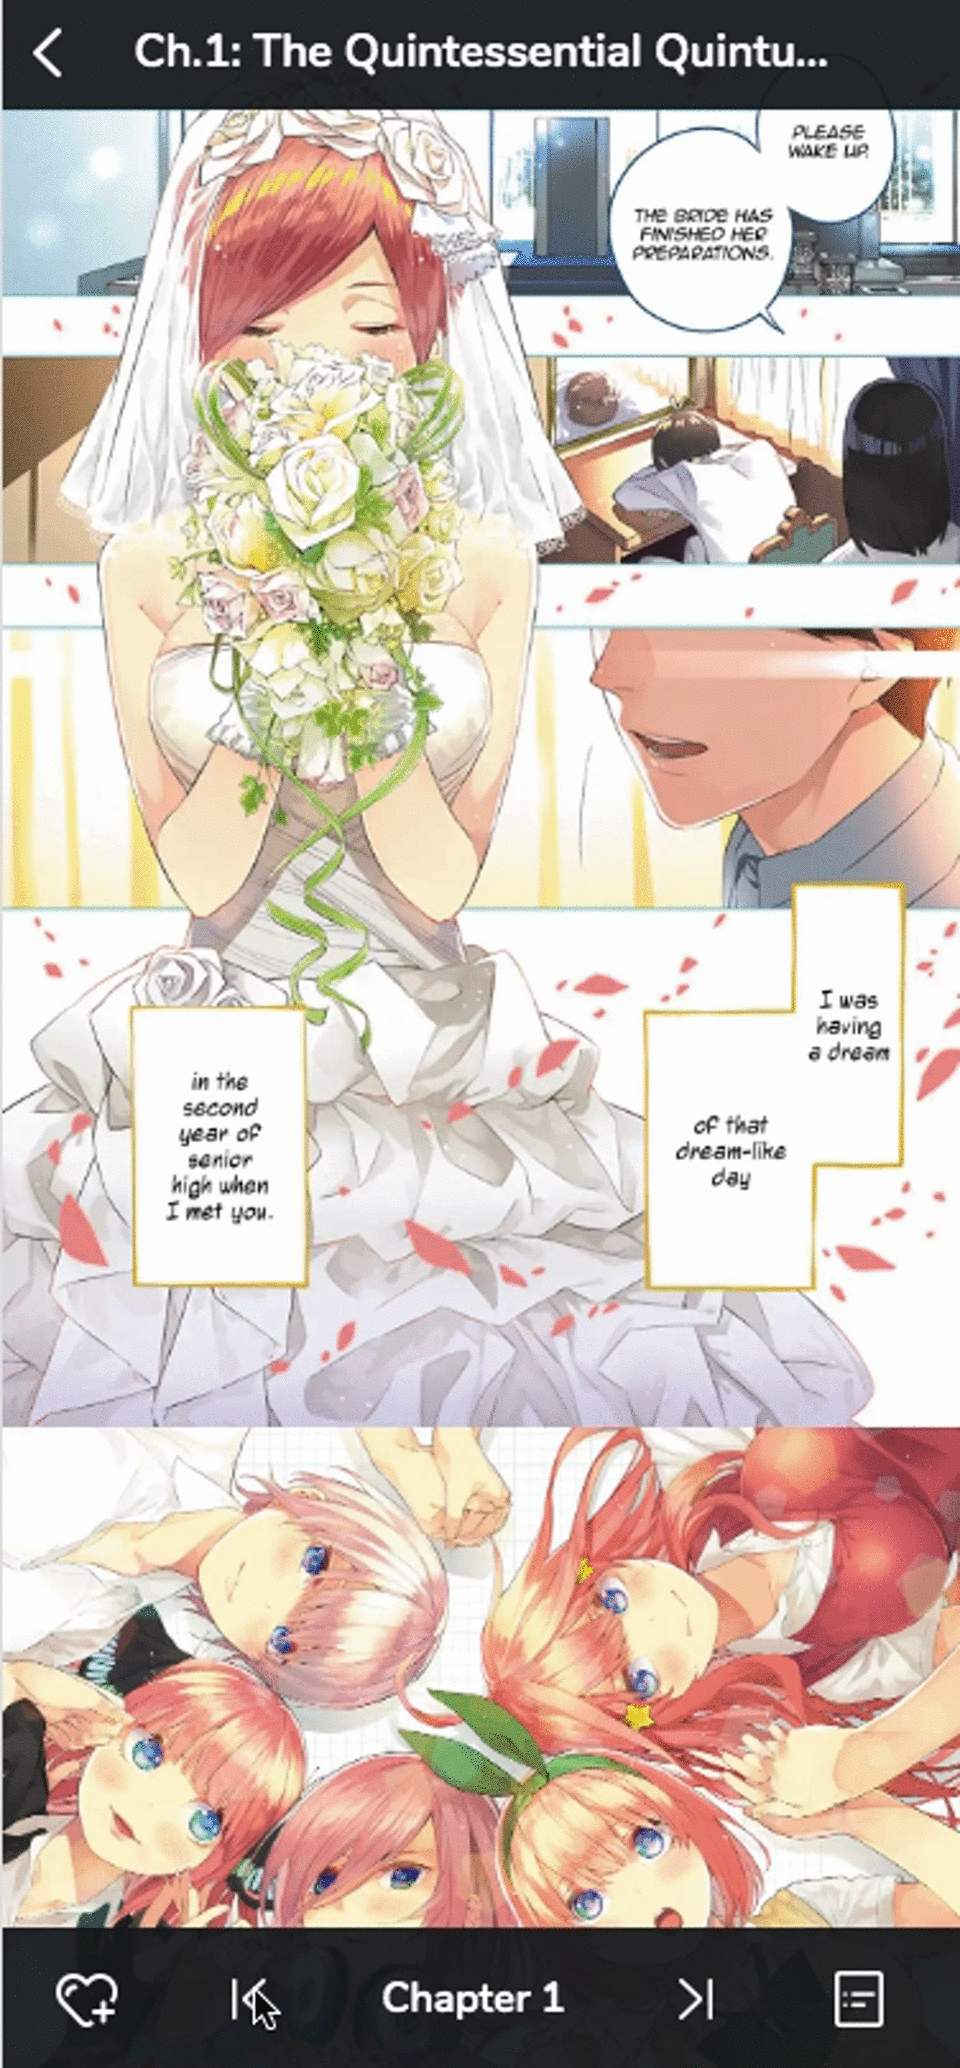 Ch.1: The Quintessential Quintu...
PLEASE
WAKE UP.
THE BRIDE HAS
FINISHED HER
PREPARATIONS.
I was
having
a dream
of that
dream-like
day
in the
second
year of
senior
high when
I met you.
Chapter 1